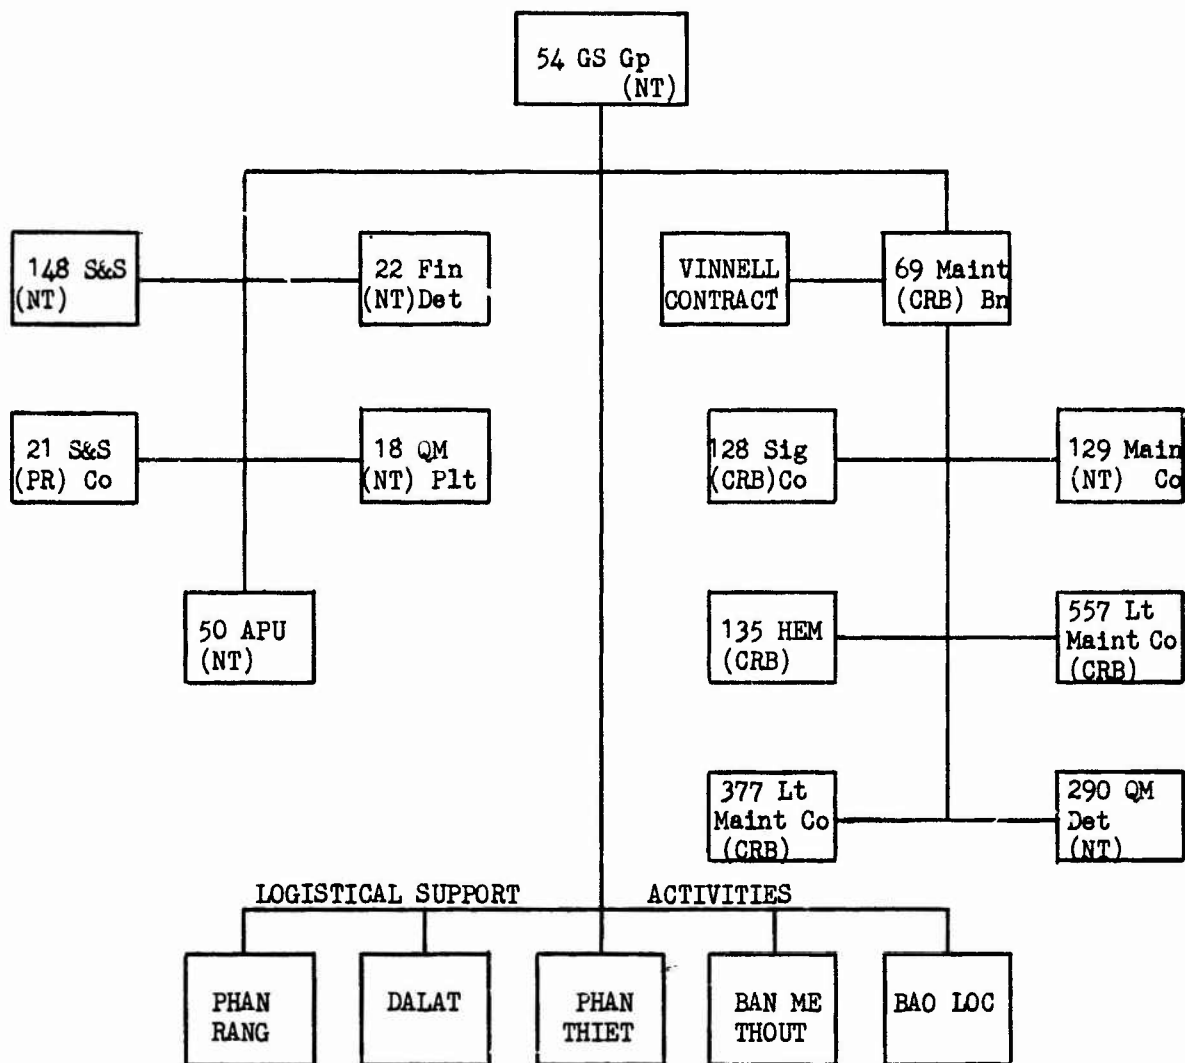 54 GS Gp
(NT)
148 S&S
(NT)
22 Fin
(NT)Det
VINNELL
CONTRACT
69 Maint
(CRB) Bn
21 S&S
(PR) Co
18 QM
(NT) Plt
128 Sig
(CRB)Co
129 Main
(NT) Co
50 APU
(NT)
135 HEM
(CRB)
557 Lt
Maint Co
(CRB)
377 Lt
Maint Co
(CRB)
290 QM
Det
(NT)
LOGISTICAL SUPPORT ACTIVITIES
PHAN
RANG
DALAT
PHAN
THIET
BAN ME
THOUT
BAO LOC